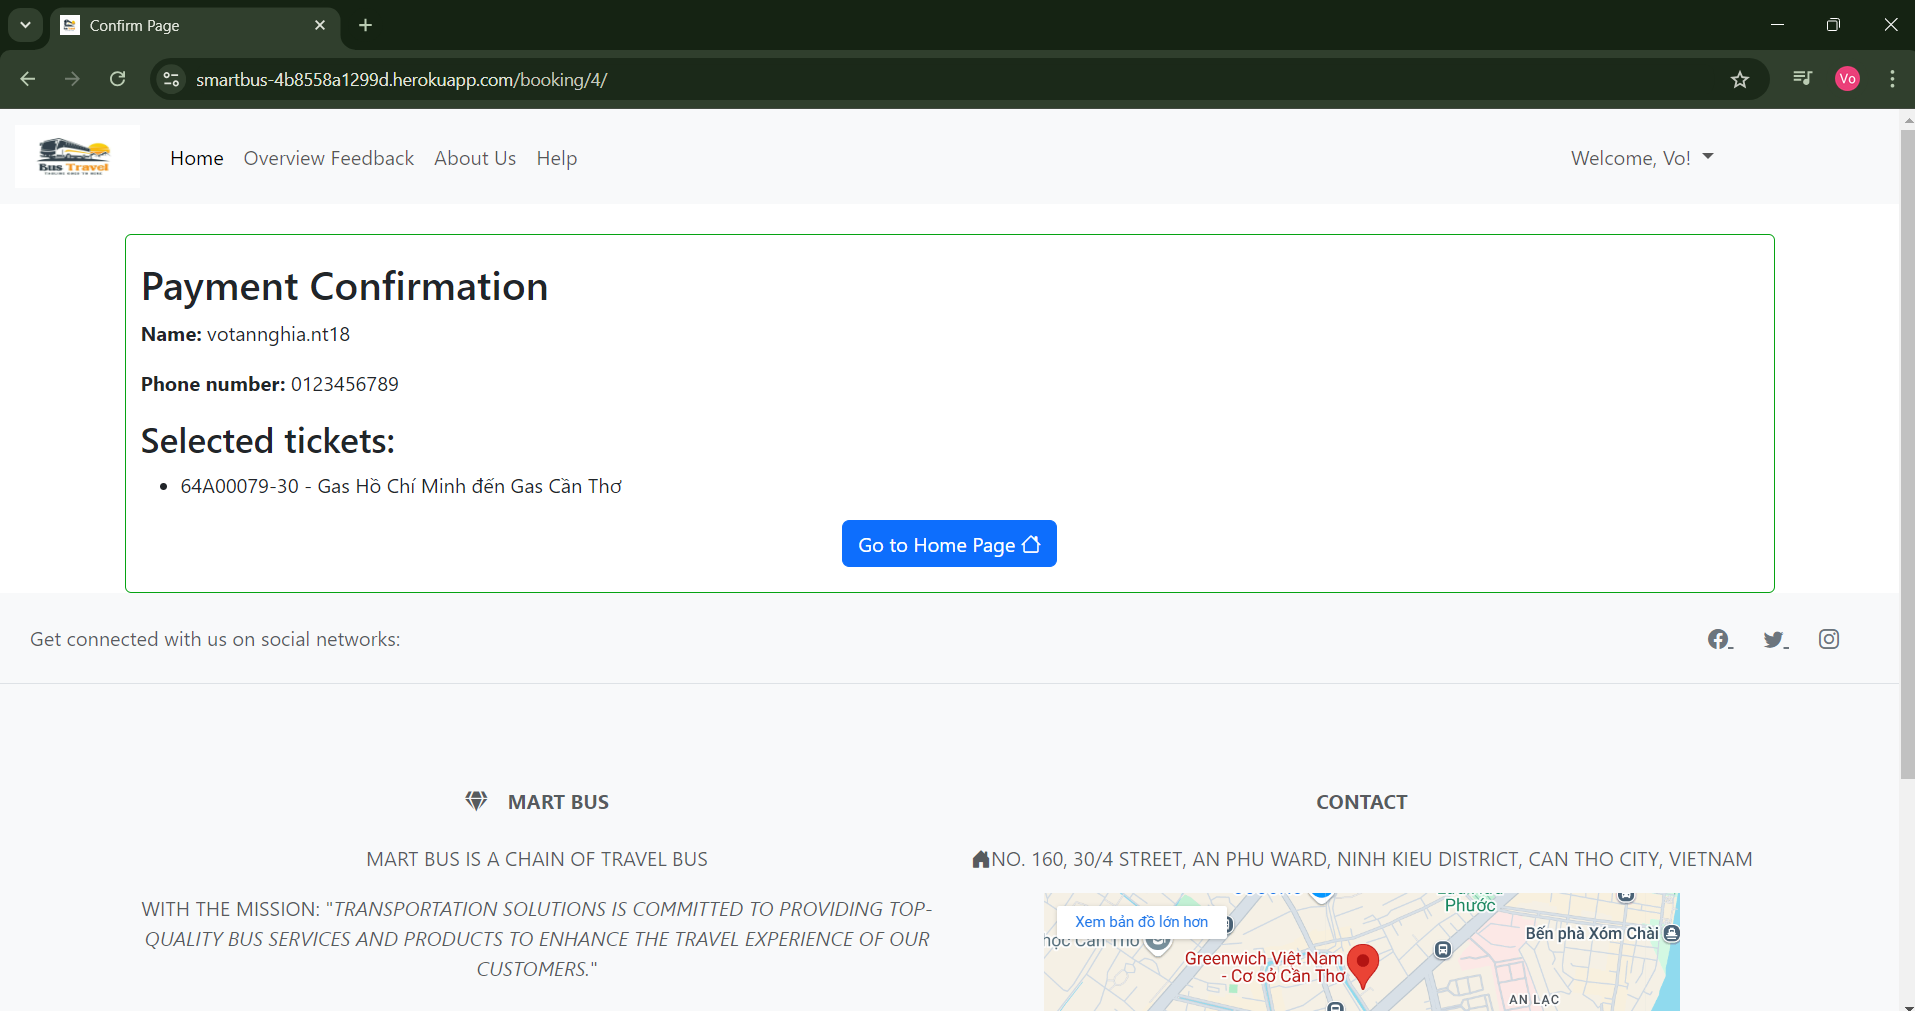 Confirm Page
smartbus-4b8558a1299d.herokuapp.com/booking/4/
Vo
Bus Travel
Home
Overview Feedback
About Us
Help
Welcome, Vo!
Payment Confirmation
Name: votannghia.nt18
Phone number: 0123456789
Selected tickets:
64A00079-30 - Gas Hồ Chí Minh đến Gas Cần Thơ
Go to Home Page
Get connected with us on social networks:
MART BUS
MART BUS IS A CHAIN OF TRAVEL BUS
WITH THE MISSION: "TRANSPORTATION SOLUTIONS IS COMMITTED TO PROVIDING TOP-
QUALITY BUS SERVICES AND PRODUCTS TO ENHANCE THE TRAVEL EXPERIENCE OF OUR
CUSTOMERS."
CONTACT
NO. 160, 30/4 STREET, AN PHU WARD, NINH KIEU DISTRICT, CAN THO CITY, VIETNAM
Phước
Xem bản đồ lớn hơn
Bến phà Xóm Chài
Greenwich Việt Nam
- Cơ sở Cần Thơ
AN LẠC